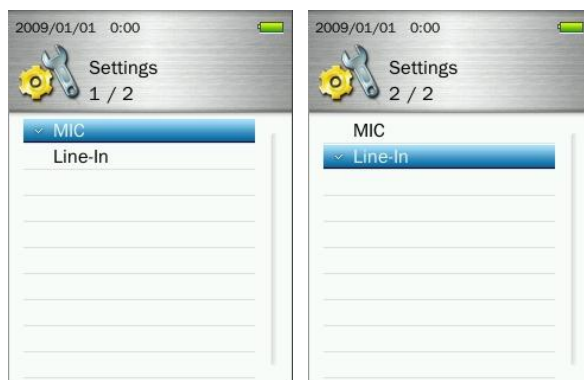 2009/01/01 0:00
Settings
1 / 2
MIC
Line-In
2009/01/01 0:00
Settings
2 / 2
MIC
Line-In